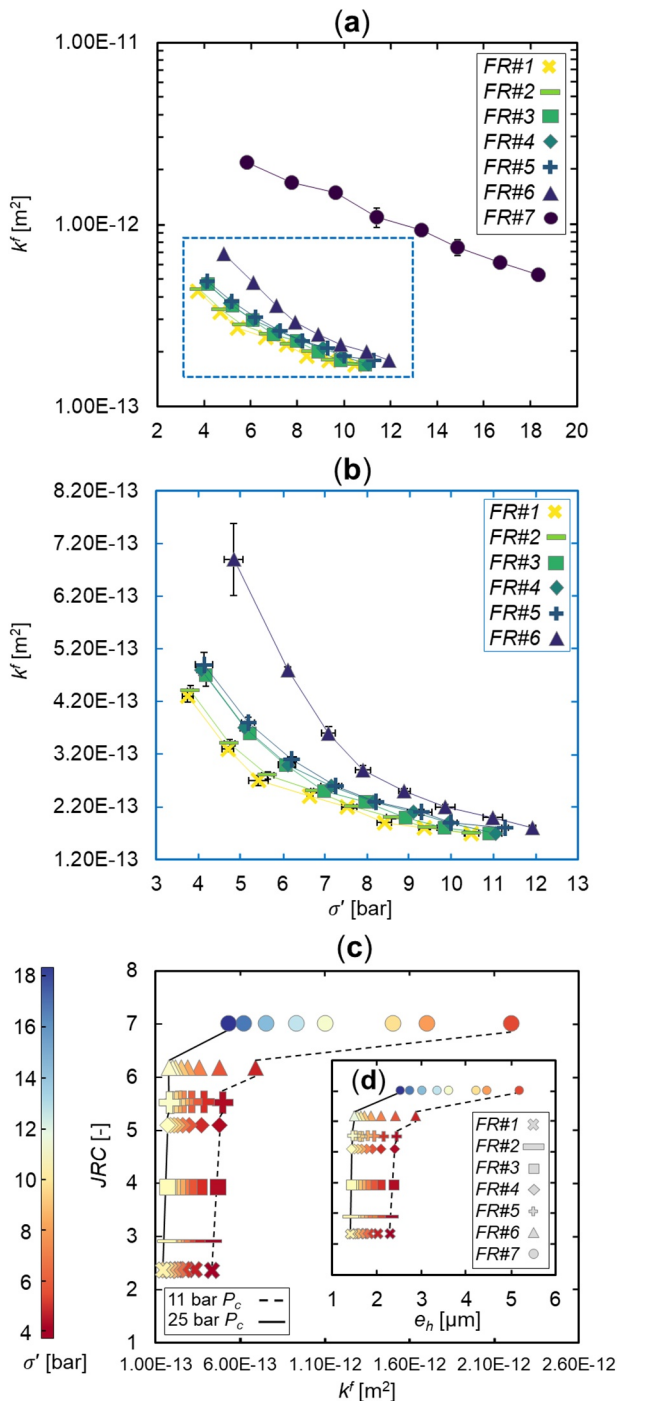 (a)
1.00E-11
1.00E-12
1.00E-13
kᶠ [m²]
FR#1
FR#2
FR#3
FR#4
FR#5
FR#6
FR#7
2 4 6 8 10 12 14 16 18 20
(b)
8.20E-13
7.20E-13
6.20E-13
5.20E-13
4.20E-13
3.20E-13
2.20E-13
1.20E-13
kᶠ [m²]
FR#1
FR#2
FR#3
FR#4
FR#5
FR#6
3 4 5 6 7 8 9 10 11 12 13
σ′ [bar]
(c)
18
16
14
12
10
8
6
4
σ′ [bar]
8
7
6
5
4
3
2
1
JRC [-]
(d)
FR#1
FR#2
FR#3
FR#4
FR#5
FR#6
FR#7
1 2 3 4 5 6
eₕ [μm]
11 bar P_c
25 bar P_c
1.00E-13 6.00E-13 1.10E-12 1.60E-12 2.10E-12 2.60E-12
kᶠ [m²]